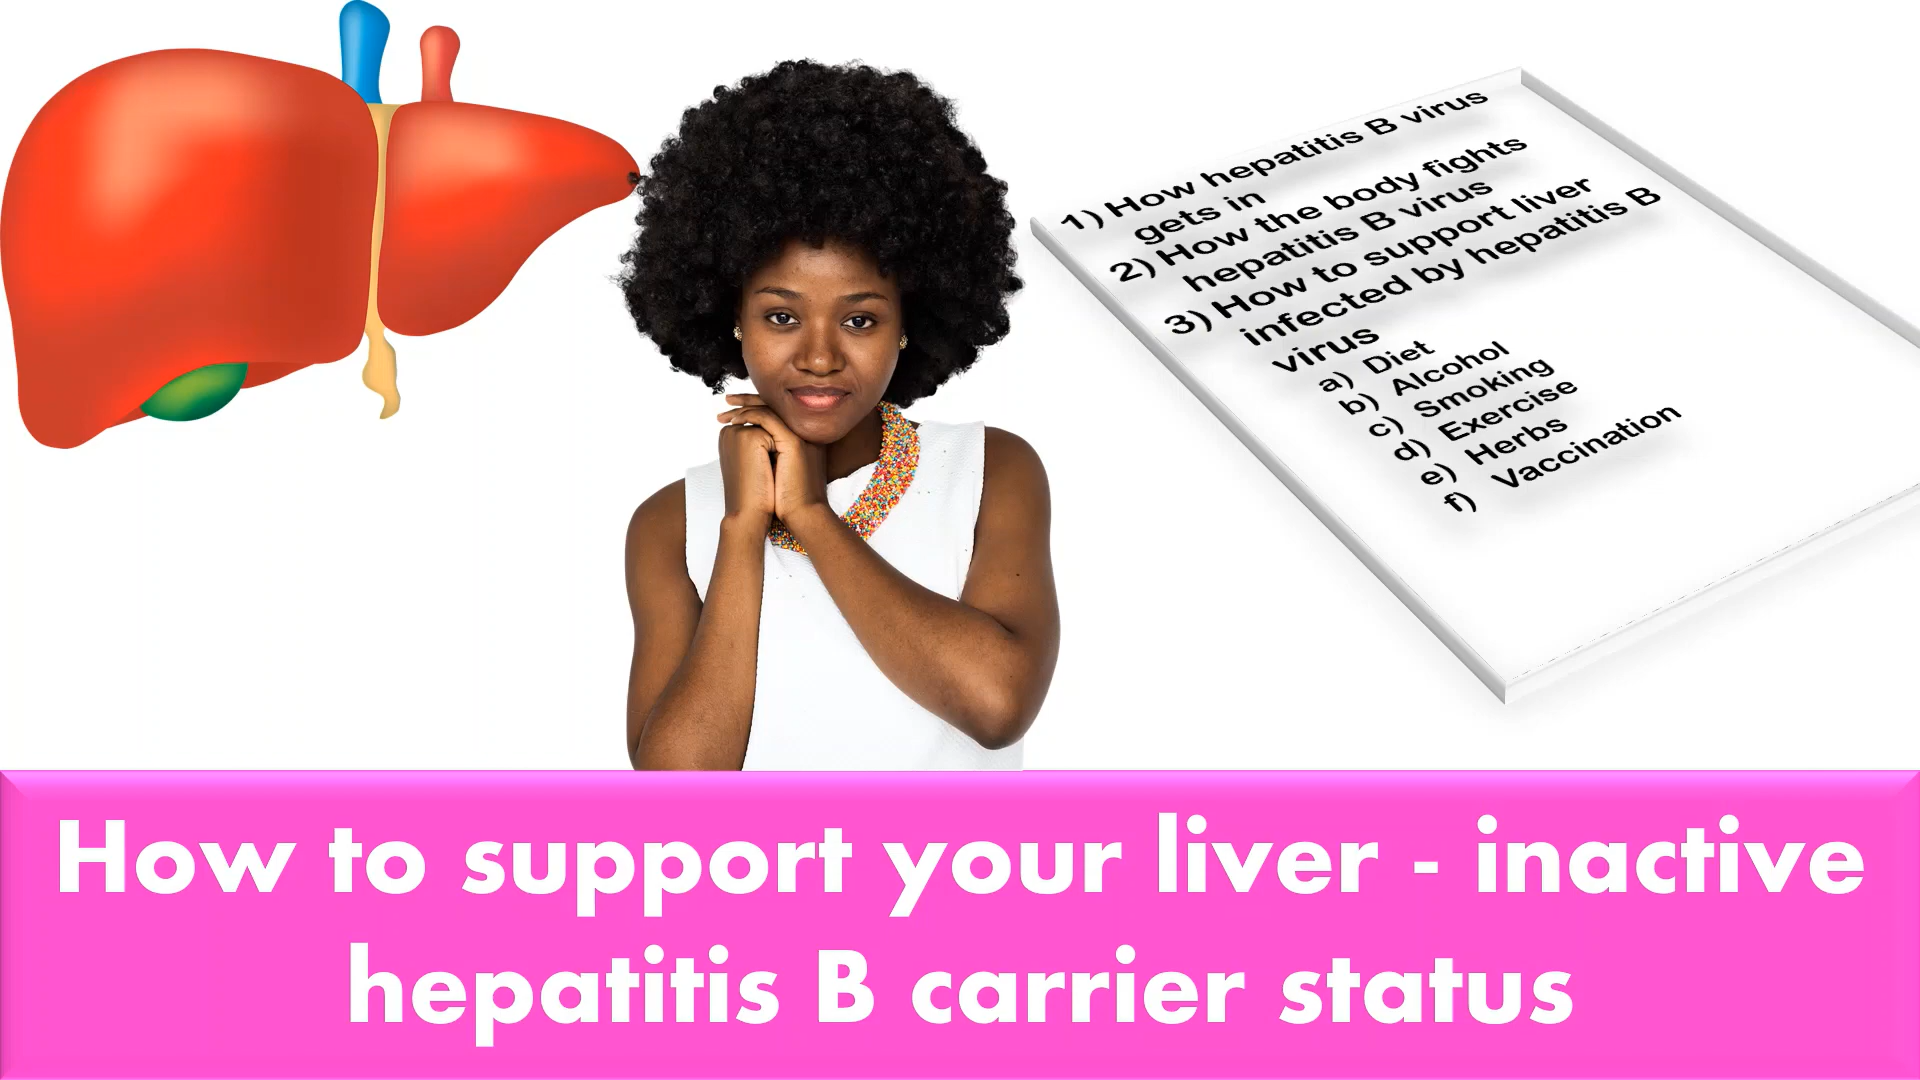 1) How hepatitis B virus
gets in
2) How the body fights
hepatitis B virus
3) How to support liver
infected by hepatitis B
virus
a) Diet
b) Alcohol
c) Smoking
d) Exercise
e) Herbs
f) Vaccination
How to support your liver - inactive
hepatitis B carrier status